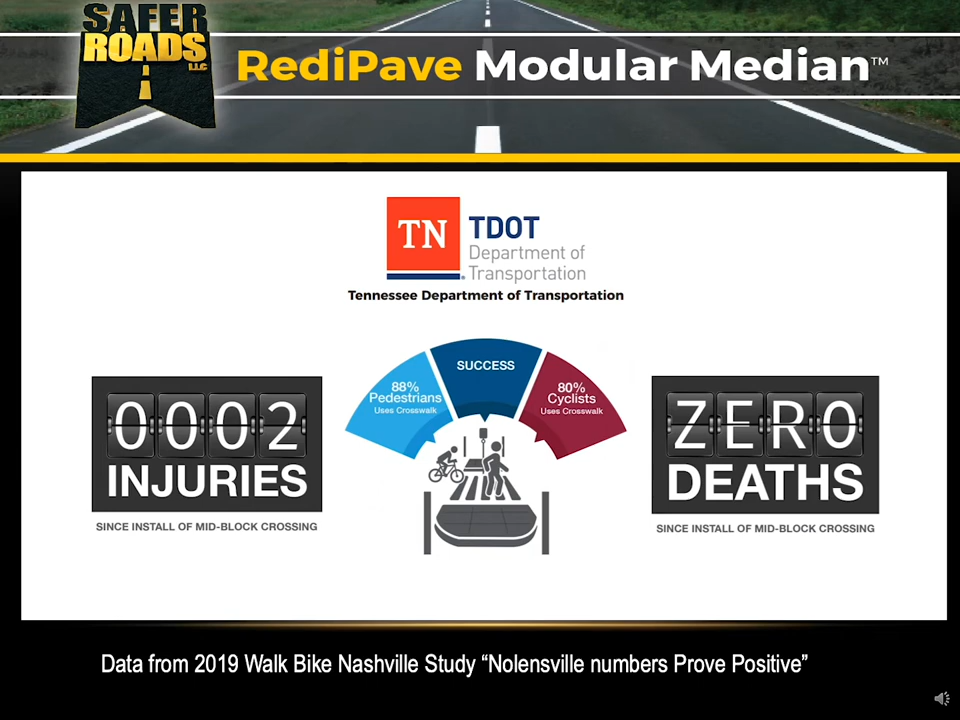 SAFER
ROADS
LLC
RediPave Modular Median™
TN
TDOT
Department of
Transportation
Tennessee Department of Transportation
88%
Pedestrians
Uses Crosswalk
SUCCESS
80%
Cyclists
Uses Crosswalk
0002
INJURIES
SINCE INSTALL OF MID-BLOCK CROSSING
ZERO
DEATHS
SINCE INSTALL OF MID-BLOCK CROSSING
Data from 2019 Walk Bike Nashville Study “Nolensville numbers Prove Positive”